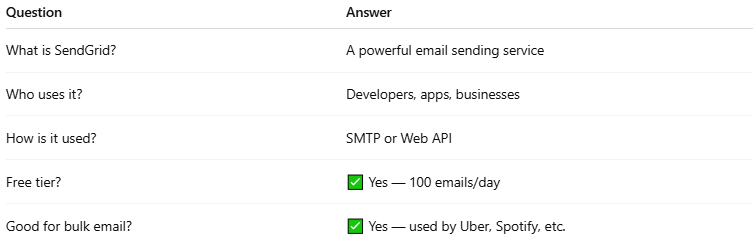 Question Answer
What is SendGrid? A powerful email sending service
Who uses it? Developers, apps, businesses
How is it used? SMTP or Web API
Free tier? ✅ Yes — 100 emails/day
Good for bulk email? ✅ Yes — used by Uber, Spotify, etc.